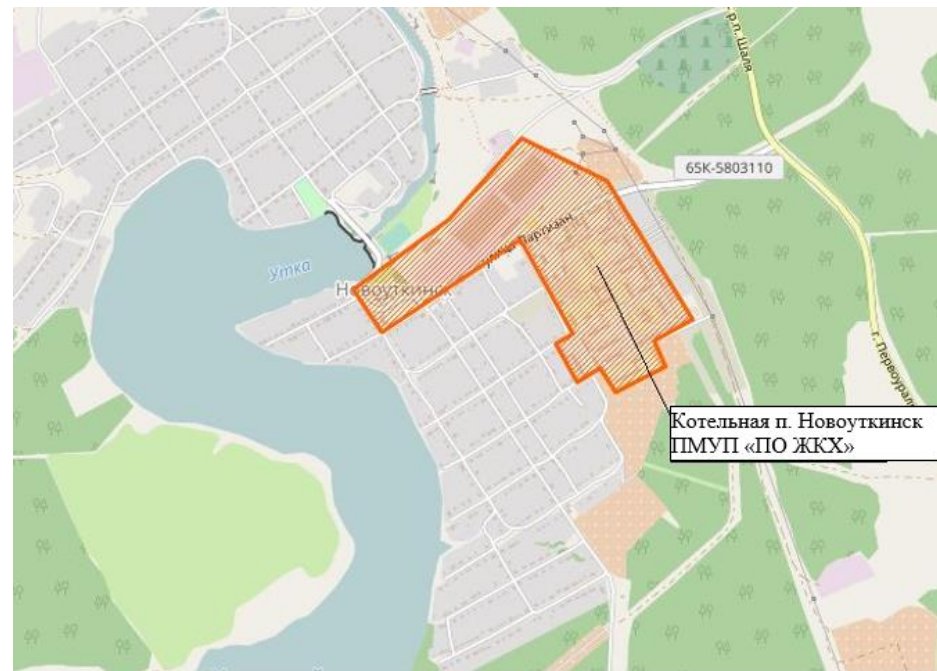 р.п. Шаля
65К-5803110
улица Партизан
Утка
Новоуткинск
г. Первоурал
Котельная п. Новоуткинск
ПМУП «ПО ЖКХ»